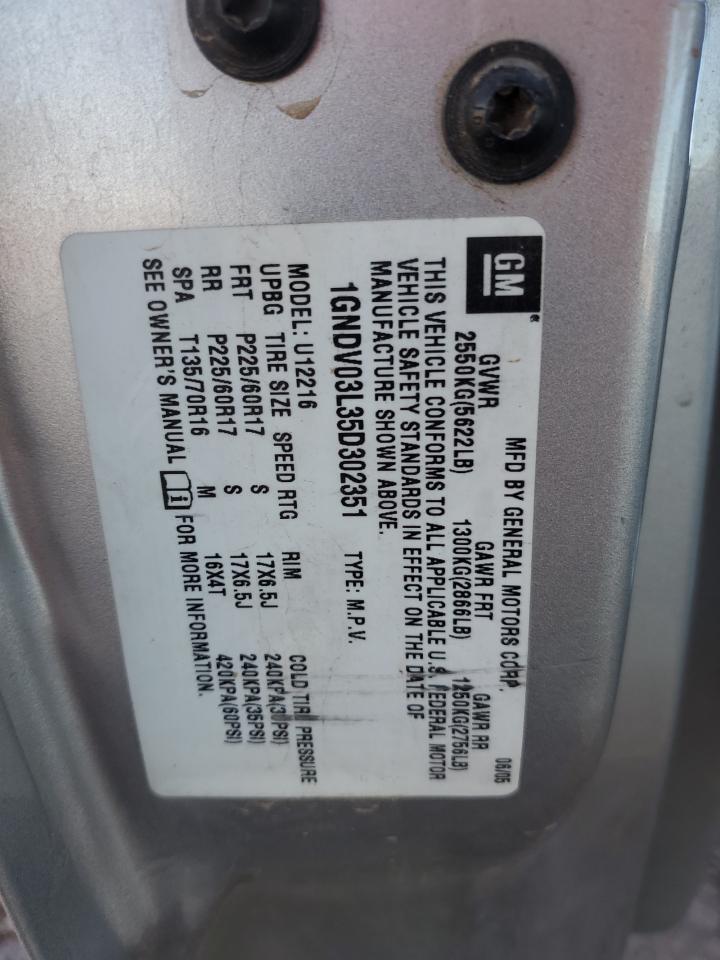 GM
MFD BY GENERAL MOTORS CORP. 06/05
GVWR GAWR FRT GAWR RR
2550KG(5622LB) 1300KG(2866LB) 1250KG(2756LB)
THIS VEHICLE CONFORMS TO ALL APPLICABLE U.S. FEDERAL MOTOR
VEHICLE SAFETY STANDARDS IN EFFECT ON THE DATE OF
MANUFACTURE SHOWN ABOVE.
1GNDV03L35D302351 TYPE: M.P.V.
MODEL: U12216
UPBG TIRE SIZE SPEED RTG RIM COLD TIRE PRESSURE
FRT P225/60R17 S 17X6.5J 240KPA(35PSI)
RR P225/60R17 S 17X6.5J 240KPA(35PSI)
SPA T135/70R16 M 16X4T 420KPA(60PSI)
SEE OWNER'S MANUAL FOR MORE INFORMATION.